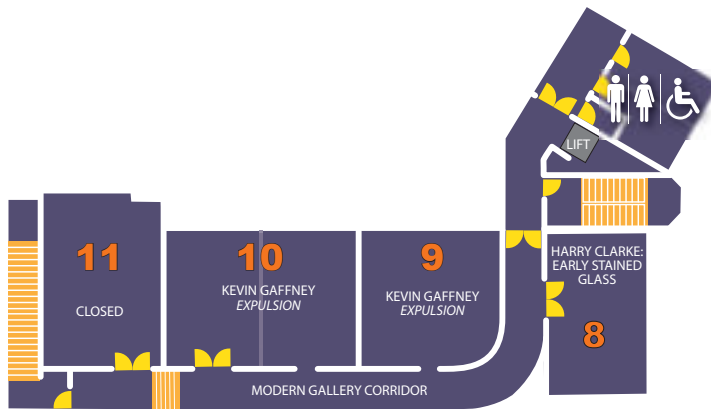 LIFT
11
CLOSED
10
KEVIN GAFFNEY
EXPULSION
9
KEVIN GAFFNEY
EXPULSION
HARRY CLARKE:
EARLY STAINED
GLASS
8
MODERN GALLERY CORRIDOR